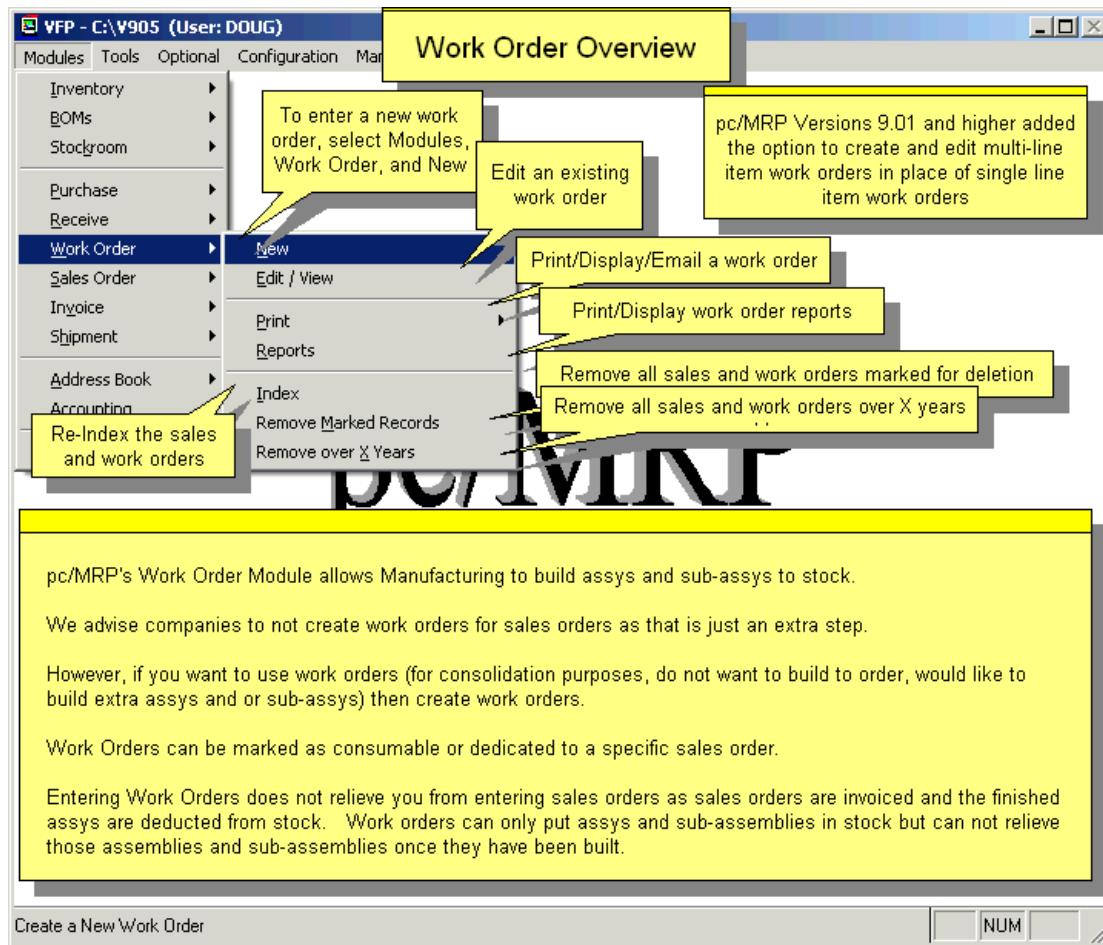 VFP - C:\V905 (User: DOUG)
Work Order Overview
Modules Tools Optional Configuration
Inventory
BOMs
Stockroom
Purchase
Receive
Work Order
Sales Order
Invoice
Shipment
Address Book
Accounting
To enter a new work
order, select Modules,
Work Order, and New
Edit an existing
work order
pc/MRP Versions 9.01 and higher added
the option to create and edit multi-line
item work orders in place of single line
item work orders
New
Edit / View
Print
Reports
Index
Remove Marked Records
Remove over X Years
Print/Display/Email a work order
Print/Display work order reports
Remove all sales and work orders marked for deletion
Remove all sales and work orders over X years
Re-Index the sales
and work orders
pc/MRP
pc/MRP's Work Order Module allows Manufacturing to build assys and sub-assys to stock.
We advise companies to not create work orders for sales orders as that is just an extra step.
However, if you want to use work orders (for consolidation purposes, do not want to build to order, would like to
build extra assys and or sub-assys) then create work orders.
Work Orders can be marked as consumable or dedicated to a specific sales order.
Entering Work Orders does not relieve you from entering sales orders as sales orders are invoiced and the finished
assys are deducted from stock.   Work orders can only put assys and sub-assemblies in stock but can not relieve
those assemblies and sub-assemblies once they have been built.
Create a New Work Order
NUM